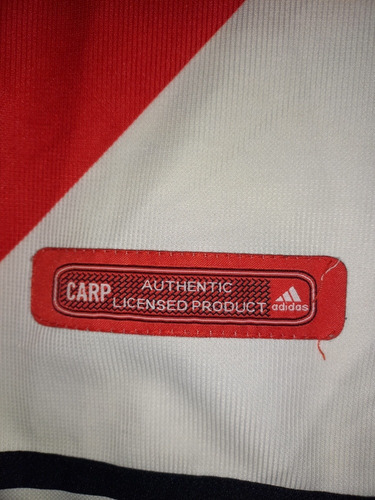 CARP
AUTHENTIC
LICENSED PRODUCT
adidas